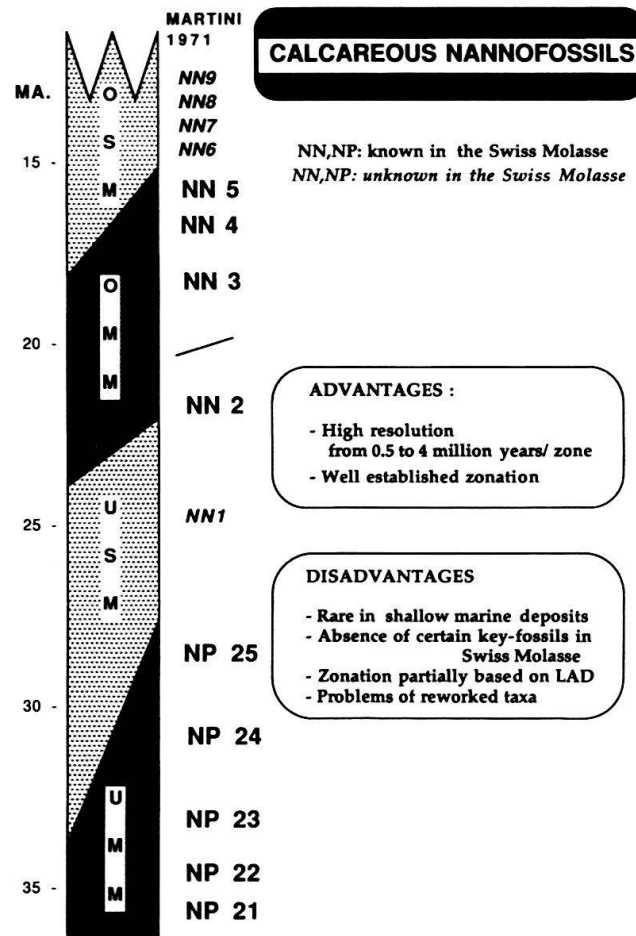 MARTINI
1971
CALCAREOUS NANNOFOSSILS
MA.
NN9
NN8
NN7
NN6
NN,NP: known in the Swiss Molasse
NN,NP: unknown in the Swiss Molasse
15 -
O
S
M
NN 5
NN 4
NN 3
O
M
M
20 -
NN 2
ADVANTAGES :
- High resolution
from 0.5 to 4 million years/ zone
- Well established zonation
U
S
M
25 -
NN1
DISADVANTAGES
- Rare in shallow marine deposits
- Absence of certain key-fossils in
Swiss Molasse
- Zonation partially based on LAD
- Problems of reworked taxa
NP 25
30 -
NP 24
U
M
M
NP 23
NP 22
35 -
NP 21